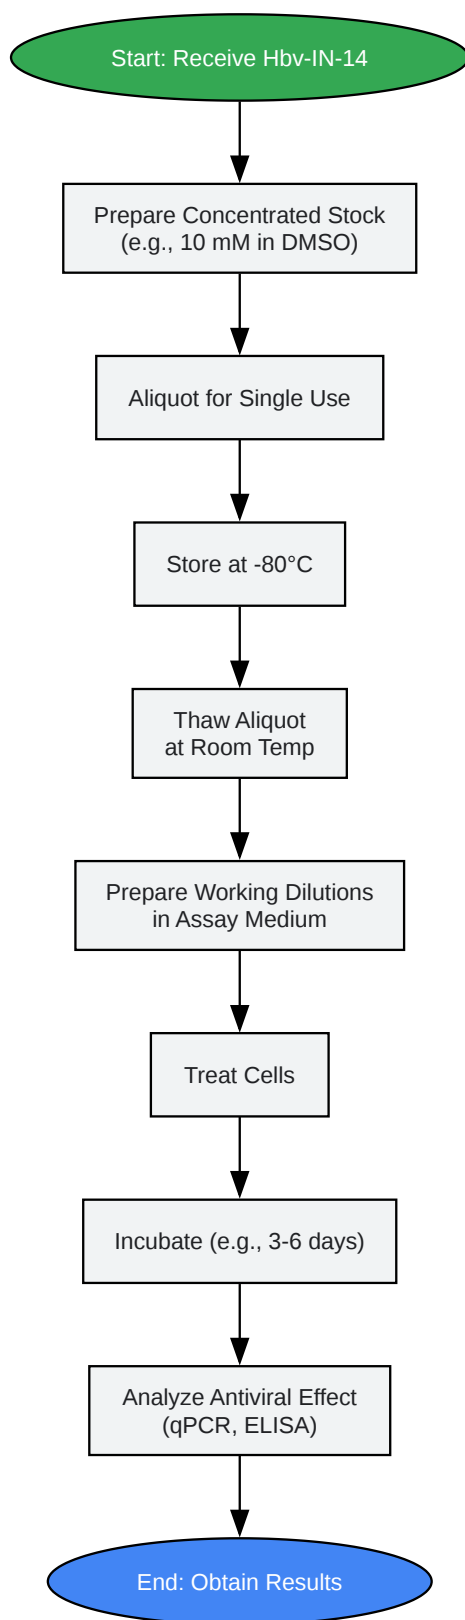 Start: Receive Hbv-IN-14
Prepare Concentrated Stock
(e.g., 10 mM in DMSO)
Aliquot for Single Use
Store at -80°C
Thaw Aliquot
at Room Temp
Prepare Working Dilutions
in Assay Medium
Treat Cells
Incubate (e.g., 3-6 days)
Analyze Antiviral Effect
(qPCR, ELISA)
End: Obtain Results